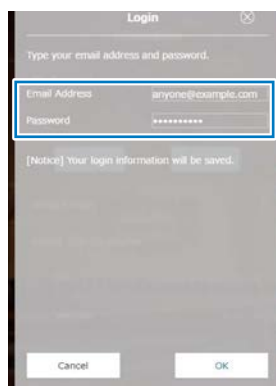 Login
Type your email address and password.
Email Address anyone@example.com
Password ••••••••••
[Notice] Your login information will be saved.
Cancel OK